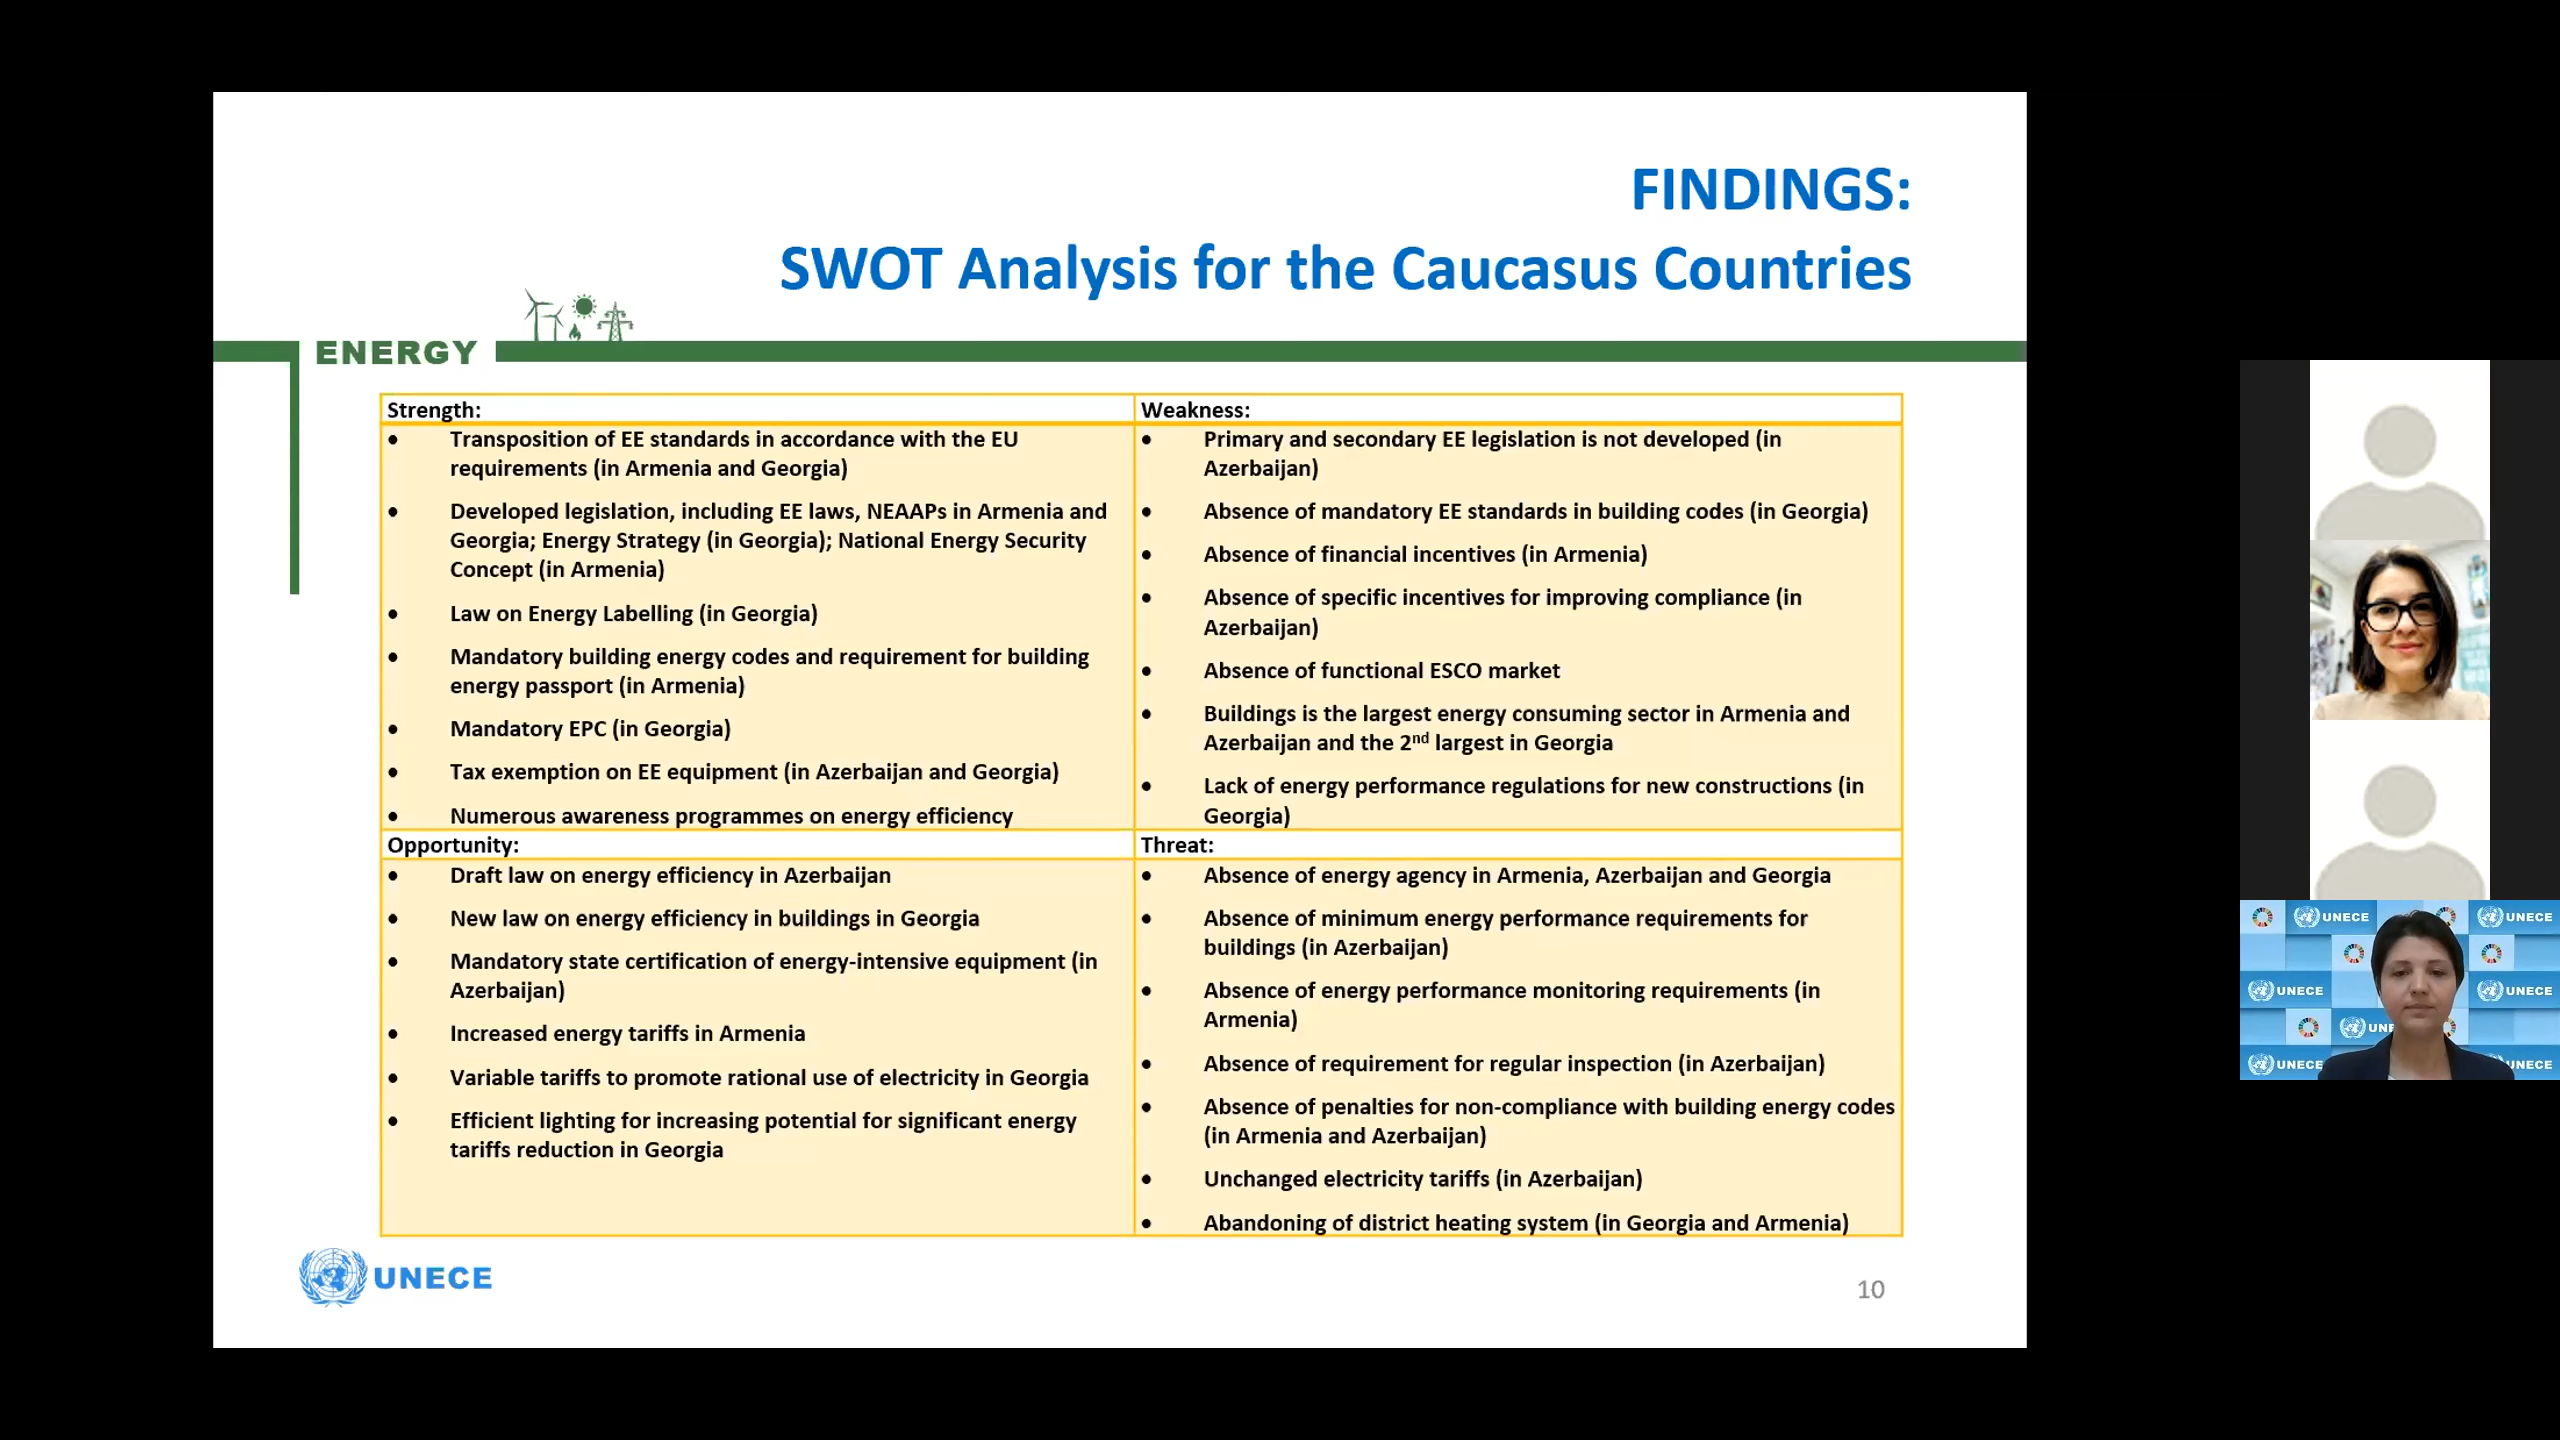 FINDINGS:
SWOT Analysis for the Caucasus Countries
ENERGY
Strength:
• Transposition of EE standards in accordance with the EU
requirements (in Armenia and Georgia)
• Developed legislation, including EE laws, NEAAPs in Armenia and
Georgia; Energy Strategy (in Georgia); National Energy Security
Concept (in Armenia)
• Law on Energy Labelling (in Georgia)
• Mandatory building energy codes and requirement for building
energy passport (in Armenia)
• Mandatory EPC (in Georgia)
• Tax exemption on EE equipment (in Azerbaijan and Georgia)
• Numerous awareness programmes on energy efficiency
Weakness:
• Primary and secondary EE legislation is not developed (in
Azerbaijan)
• Absence of mandatory EE standards in building codes (in Georgia)
• Absence of financial incentives (in Armenia)
• Absence of specific incentives for improving compliance (in
Azerbaijan)
• Absence of functional ESCO market
• Buildings is the largest energy consuming sector in Armenia and
Azerbaijan and the 2nd largest in Georgia
• Lack of energy performance regulations for new constructions (in
Georgia)
Opportunity:
• Draft law on energy efficiency in Azerbaijan
• New law on energy efficiency in buildings in Georgia
• Mandatory state certification of energy-intensive equipment (in
Azerbaijan)
• Increased energy tariffs in Armenia
• Variable tariffs to promote rational use of electricity in Georgia
• Efficient lighting for increasing potential for significant energy
tariffs reduction in Georgia
Threat:
• Absence of energy agency in Armenia, Azerbaijan and Georgia
• Absence of minimum energy performance requirements for
buildings (in Azerbaijan)
• Absence of energy performance monitoring requirements (in
Armenia)
• Absence of requirement for regular inspection (in Azerbaijan)
• Absence of penalties for non-compliance with building energy codes
(in Armenia and Azerbaijan)
• Unchanged electricity tariffs (in Azerbaijan)
• Abandoning of district heating system (in Georgia and Armenia)
UNECE
10
UNECE UNECE
UNECE UNECE
UNE
UNECE UNECE